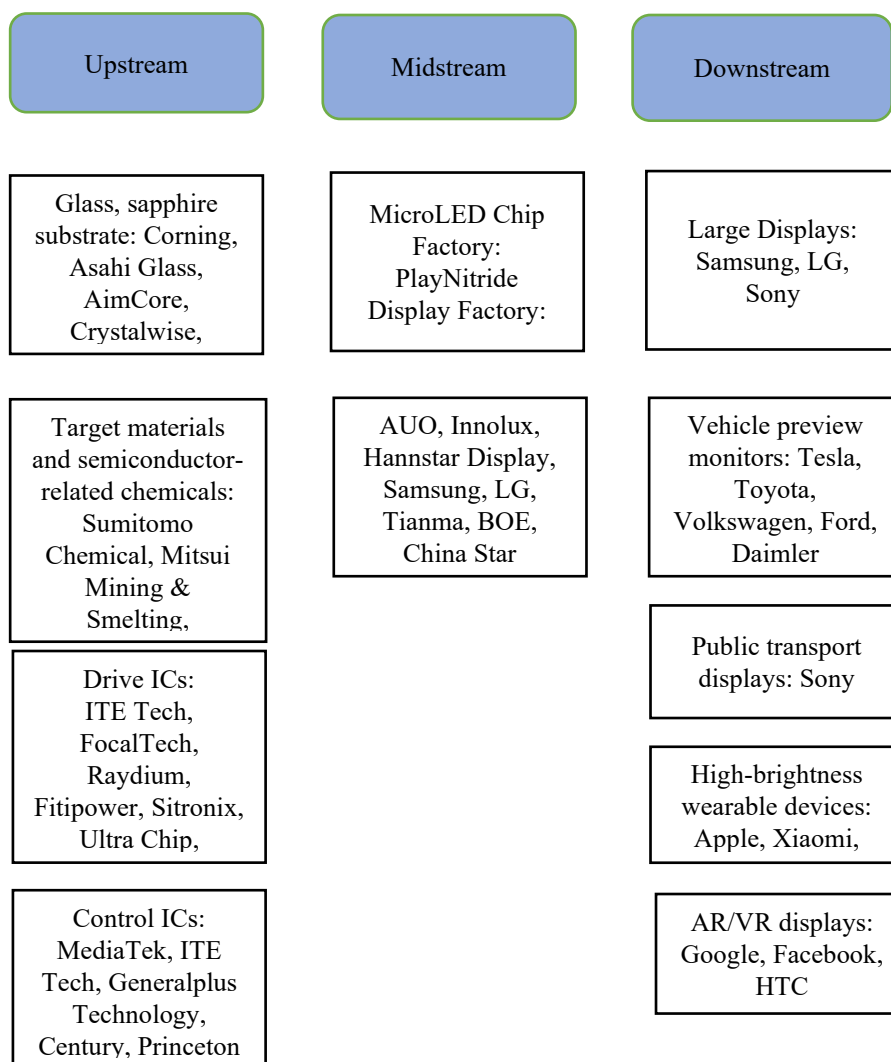 Upstream
Midstream
Downstream
Glass, sapphire
substrate: Corning,
Asahi Glass,
AimCore,
Crystalwise,
MicroLED Chip
Factory:
PlayNitride
Display Factory:
Large Displays:
Samsung, LG,
Sony
Target materials
and semiconductor-
related chemicals:
Sumitomo
Chemical, Mitsui
Mining &
Smelting,
AUO, Innolux,
Hannstar Display,
Samsung, LG,
Tianma, BOE,
China Star
Vehicle preview
monitors: Tesla,
Toyota,
Volkswagen, Ford,
Daimler
Drive ICs:
ITE Tech,
FocalTech,
Raydium,
Fitipower, Sitronix,
Ultra Chip,
Public transport
displays: Sony
High-brightness
wearable devices:
Apple, Xiaomi,
Control ICs:
MediaTek, ITE
Tech, Generalplus
Technology,
Century, Princeton
AR/VR displays:
Google, Facebook,
HTC